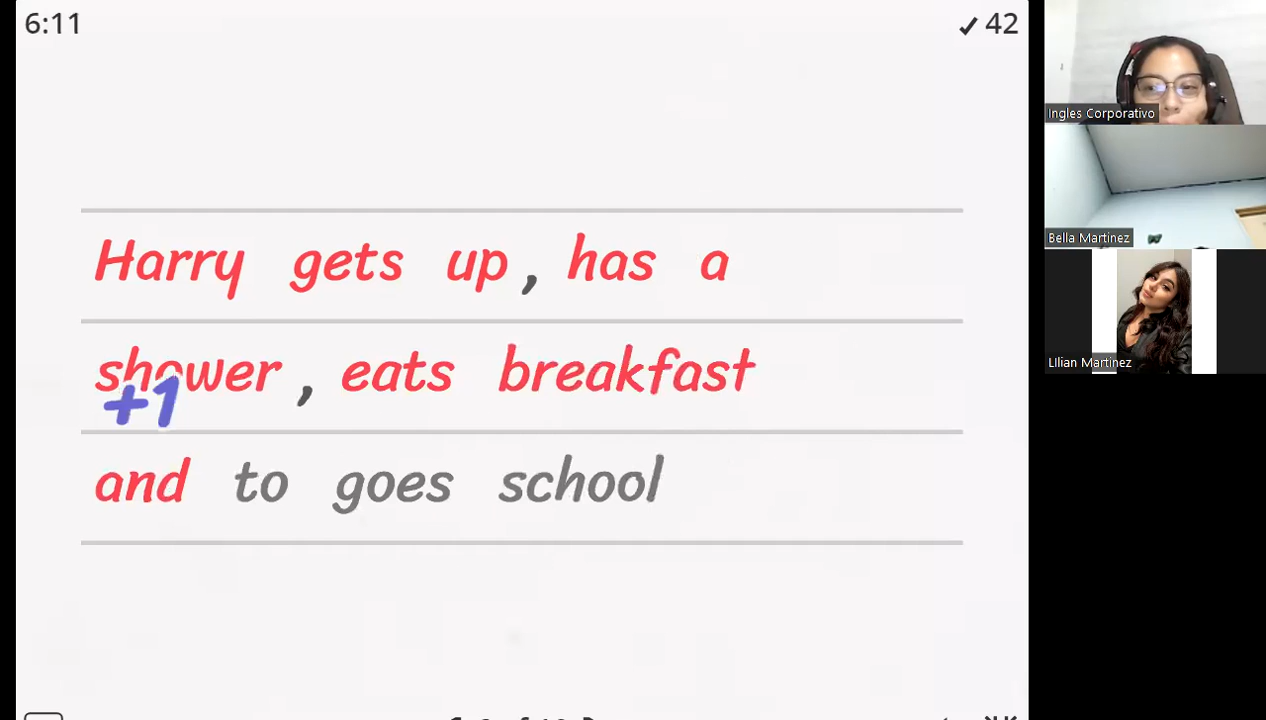 6:11
✓ 42
Harry gets up , has a
shower , eats breakfast
+1
and to goes school
Ingles Corporativo
Bella Martinez
LIlian Martinez